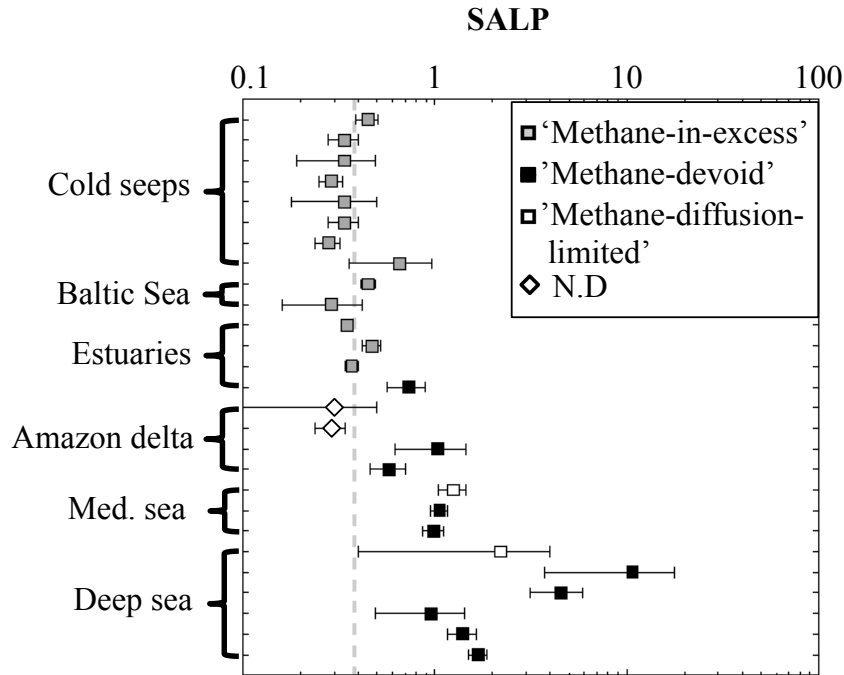 SALP
0.1 1 10 100
'Methane-in-excess'
'Methane-devoid'
'Methane-diffusion-
limited'
N.D
Cold seeps
Baltic Sea
Estuaries
Amazon delta
Med. sea
Deep sea